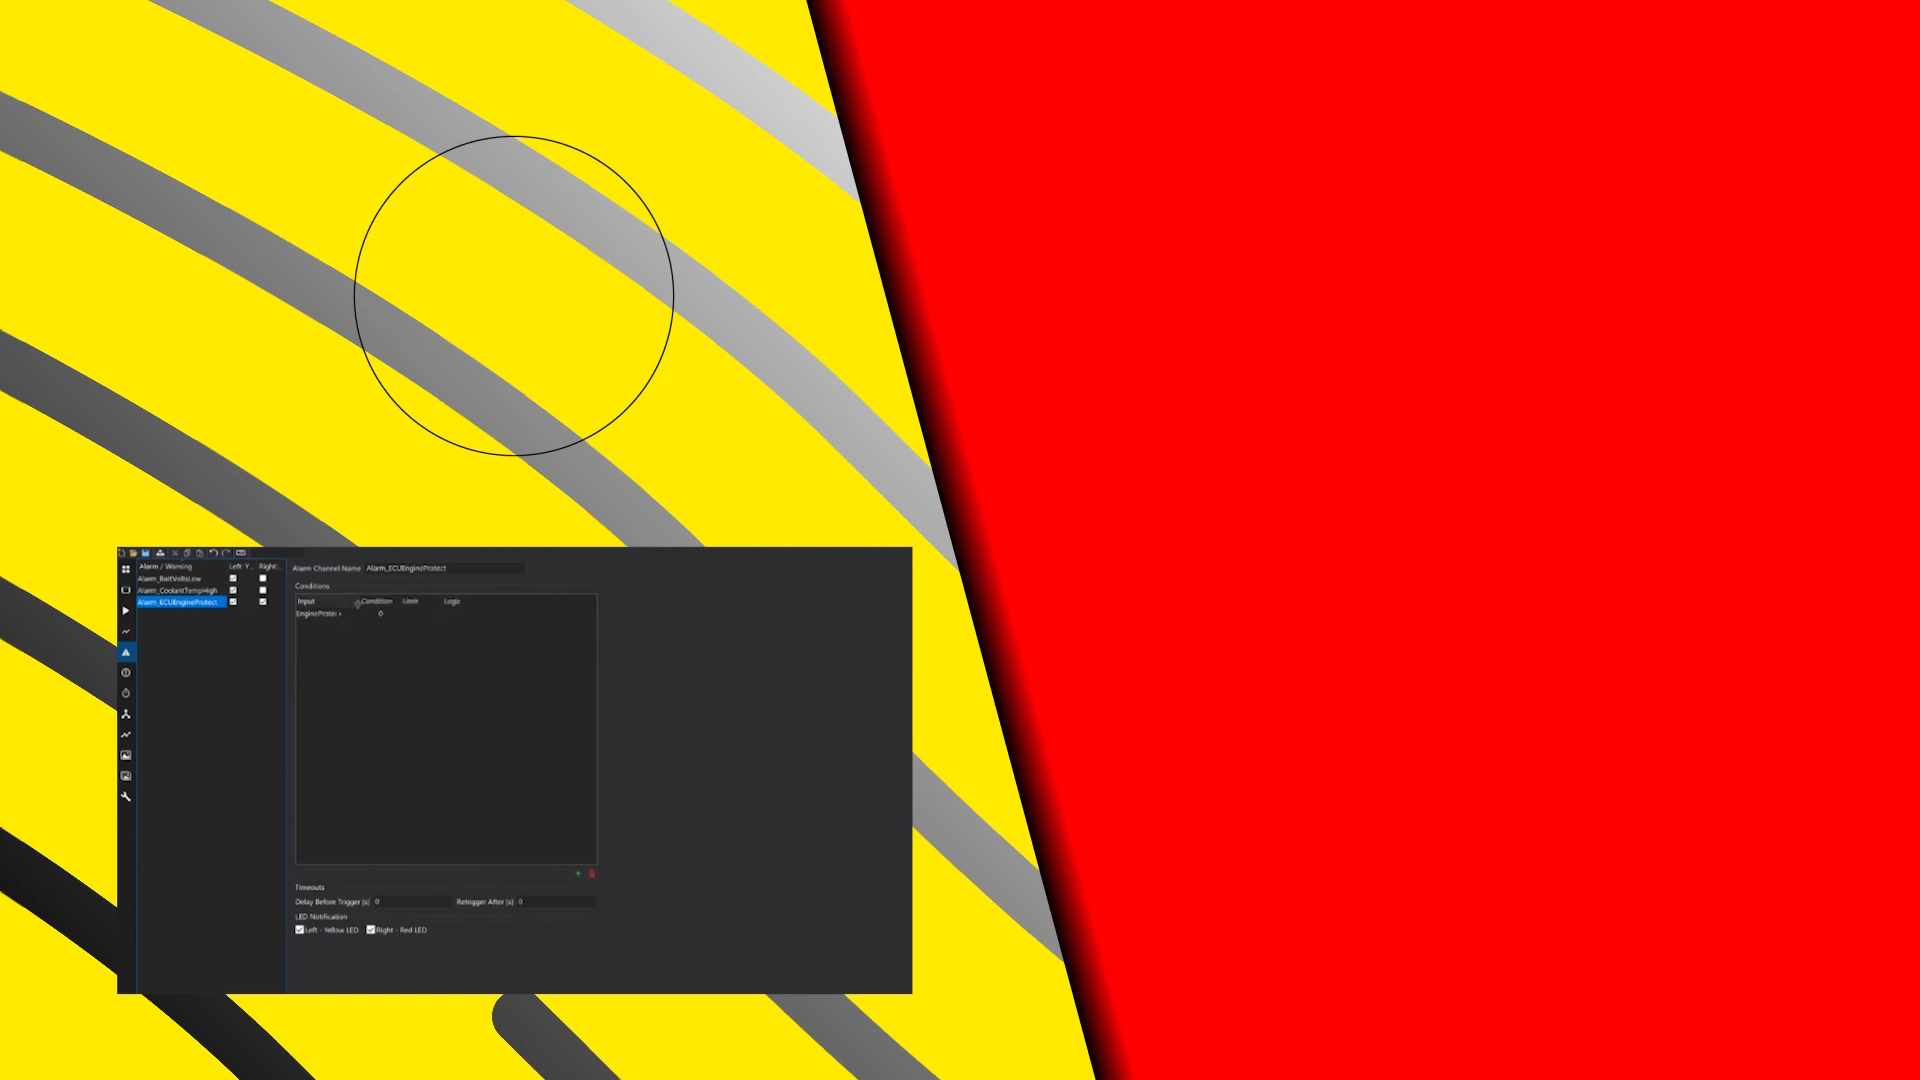 Alarm / Warning Left: Y... Right:...
Alarm_BattVoltsLow
Alarm_CoolantTempHigh
Alarm_ECUEngineProtect
Alarm Channel Name Alarm_ECUEngineProtect
Conditions
Input Condition Limit Logic
EngineProtec > 0
Timeouts
Delay Before Trigger (s) 0 Retrigger After (s) 0
LED Notification
Left - Yellow LED Right - Red LED